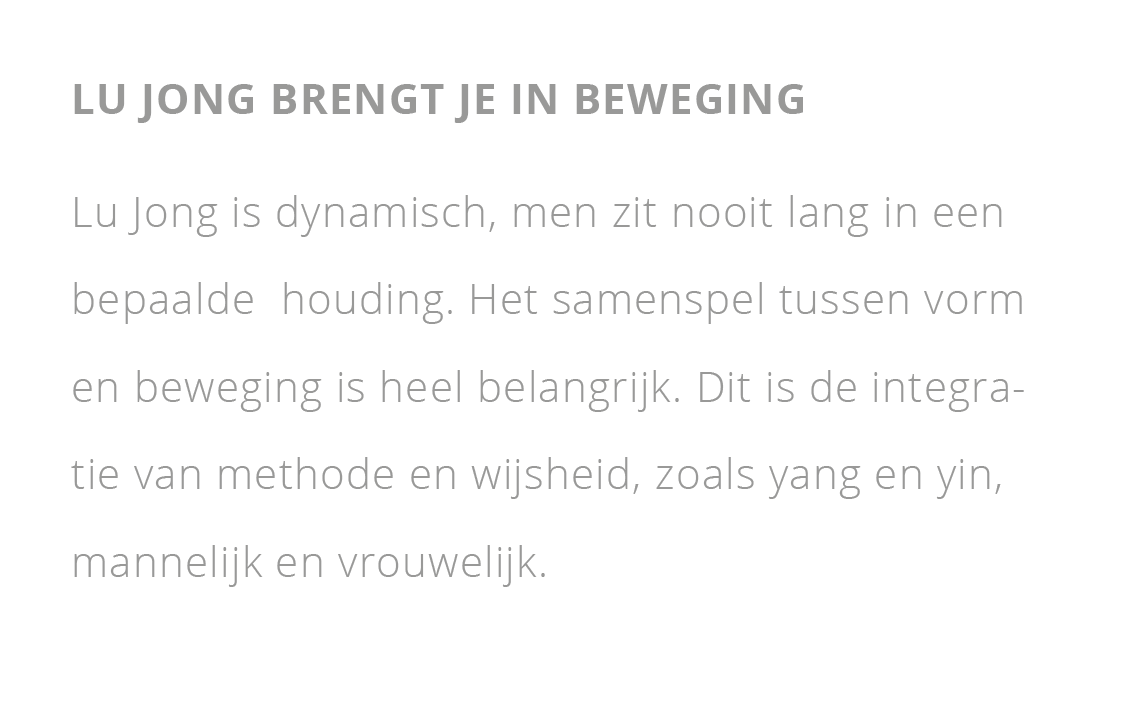 LU JONG BRENGT JE IN BEWEGING
Lu Jong is dynamisch, men zit nooit lang in een
bepaalde  houding. Het samenspel tussen vorm
en beweging is heel belangrijk. Dit is de integra-
tie van methode en wijsheid, zoals yang en yin,
mannelijk en vrouwelijk.